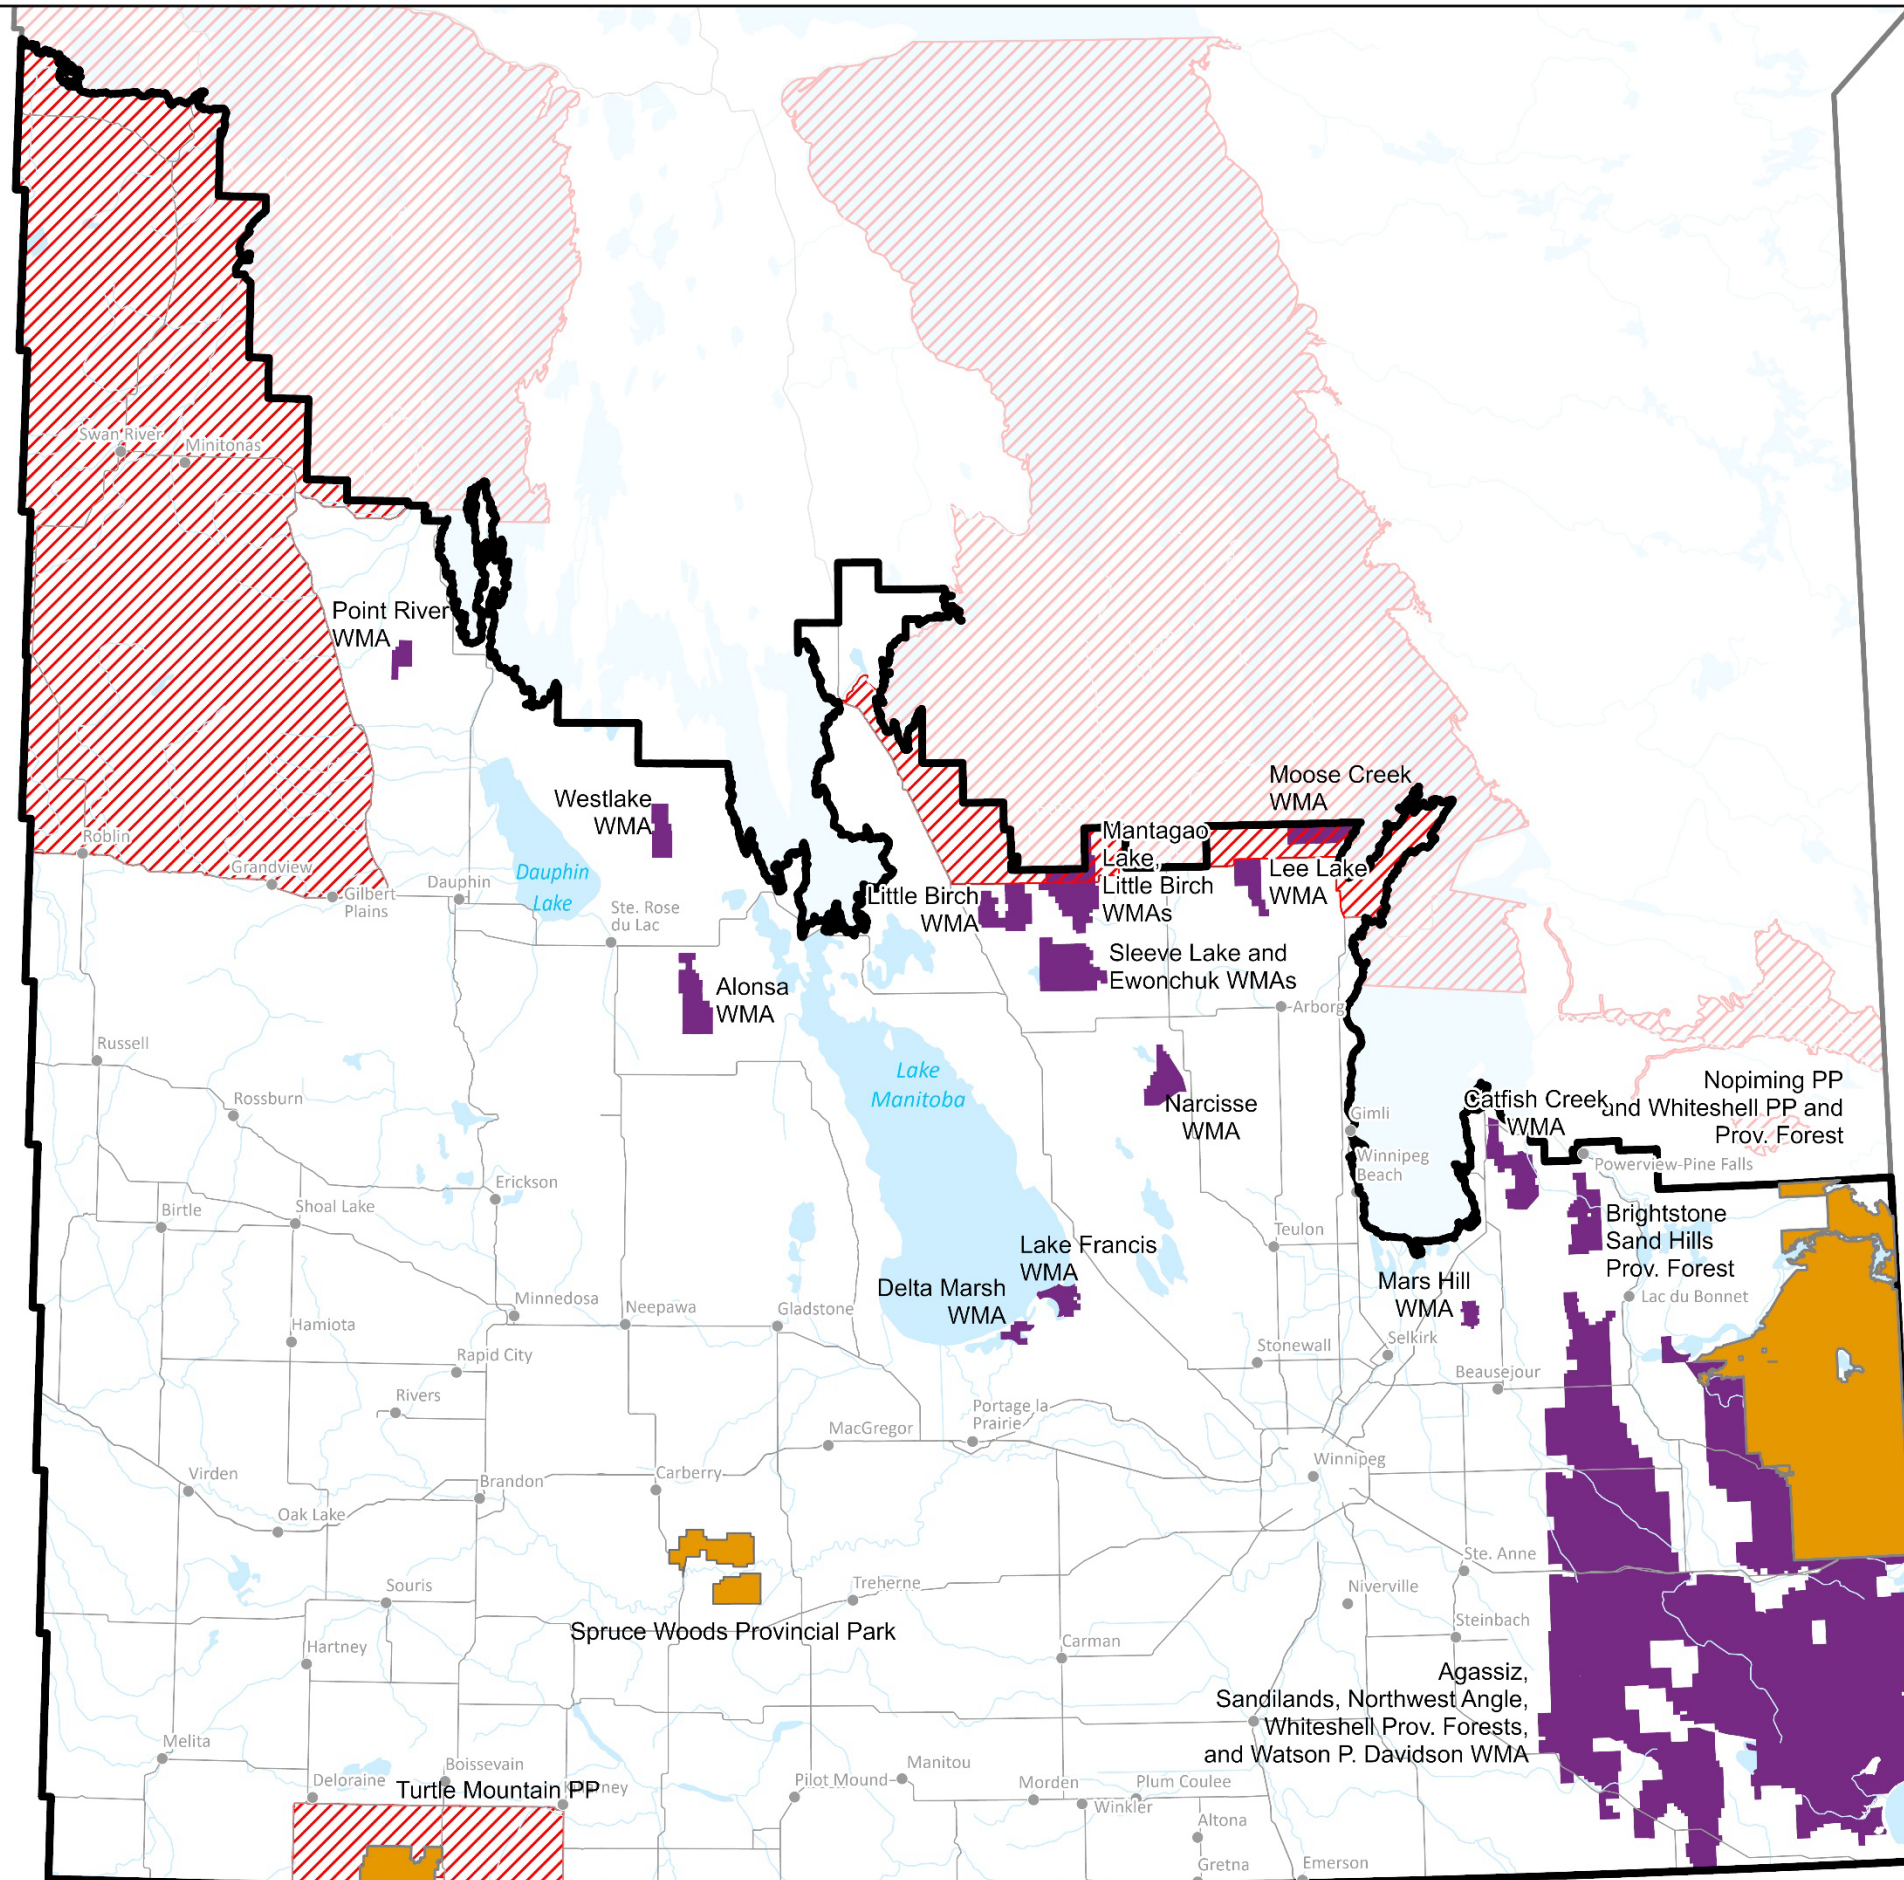 Swan River
Minitonas
Point River
WMA
Moose Creek
WMA
Westlake
WMA
Mantagao
Lake,
Little Birch
WMAs
Roblin
Grandview
Gilbert
Plains
Dauphin
Dauphin
Lake
Ste. Rose
du Lac
Little Birch
WMA
Lee Lake
WMA
Sleeve Lake and
Ewonchuk WMAs
Alonsa
WMA
Arborg
Russell
Rossburn
Lake
Manitoba
Narcisse
WMA
Gimli
Winnipeg
Beach
Catfish Creek
WMA
Nopiming PP
and Whiteshell PP and
Prov. Forest
Powerview-Pine Falls
Erickson
Birtle
Shoal Lake
Teulon
Brightstone
Sand Hills
Prov. Forest
Lake Francis
WMA
Delta Marsh
WMA
Mars Hill
WMA
Lac du Bonnet
Minnedosa
Neepawa
Gladstone
Hamiota
Rapid City
Stonewall
Selkirk
Beausejour
Rivers
MacGregor
Portage la
Prairie
Winnipeg
Virden
Brandon
Carberry
Oak Lake
Ste. Anne
Souris
Treherne
Niverville
Spruce Woods Provincial Park
Steinbach
Hartney
Carman
Agassiz,
Sandilands, Northwest Angle,
Whiteshell Prov. Forests,
and Watson P. Davidson WMA
Melita
Boissevain
Deloraine
Turtle Mountain PP
Pilot Mound
Manitou
Morden
Plum Coulee
Winkler
Altona
Gretna
Emerson